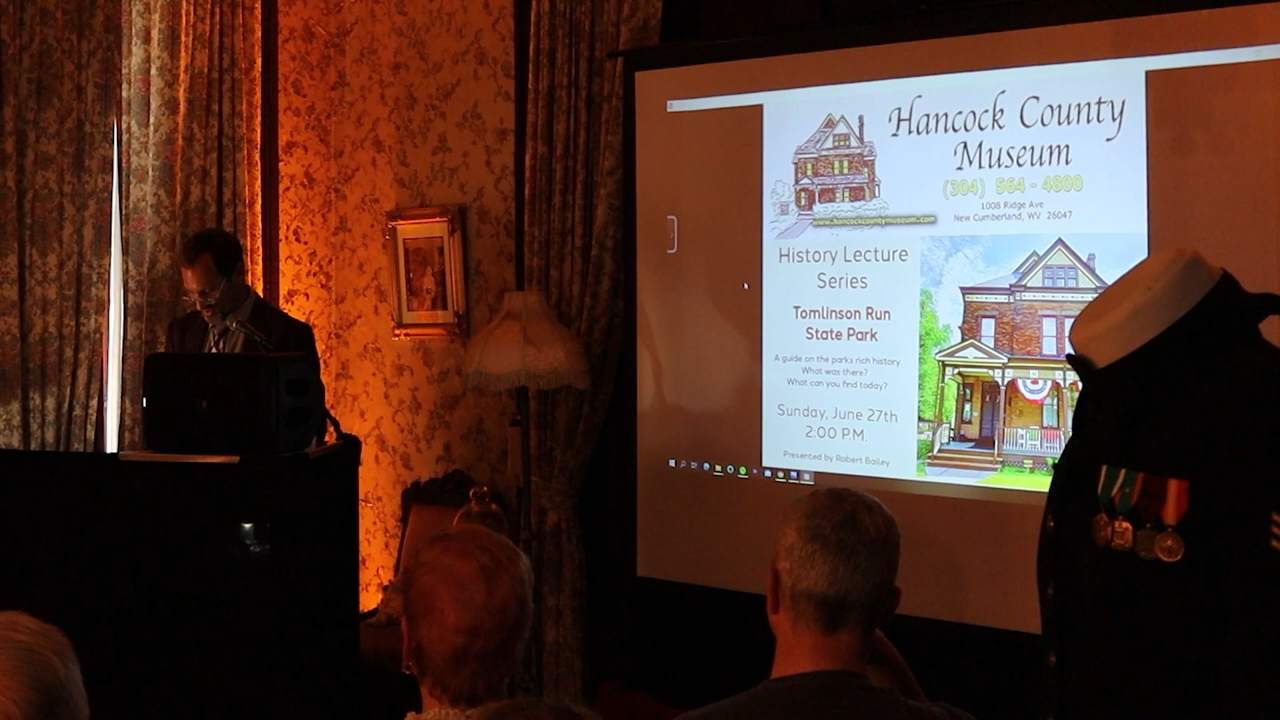 Hancock County
Museum
(304) 564 - 4800
1008 Ridge Ave
New Cumberland, WV 26047
www.hancockcountymuseum.com
History Lecture
Series
Tomlinson Run
State Park
A guide on the parks rich history
What was there?
What can you find today?
Sunday, June 27th
2:00 P.M.
Presented by Robert Bailey